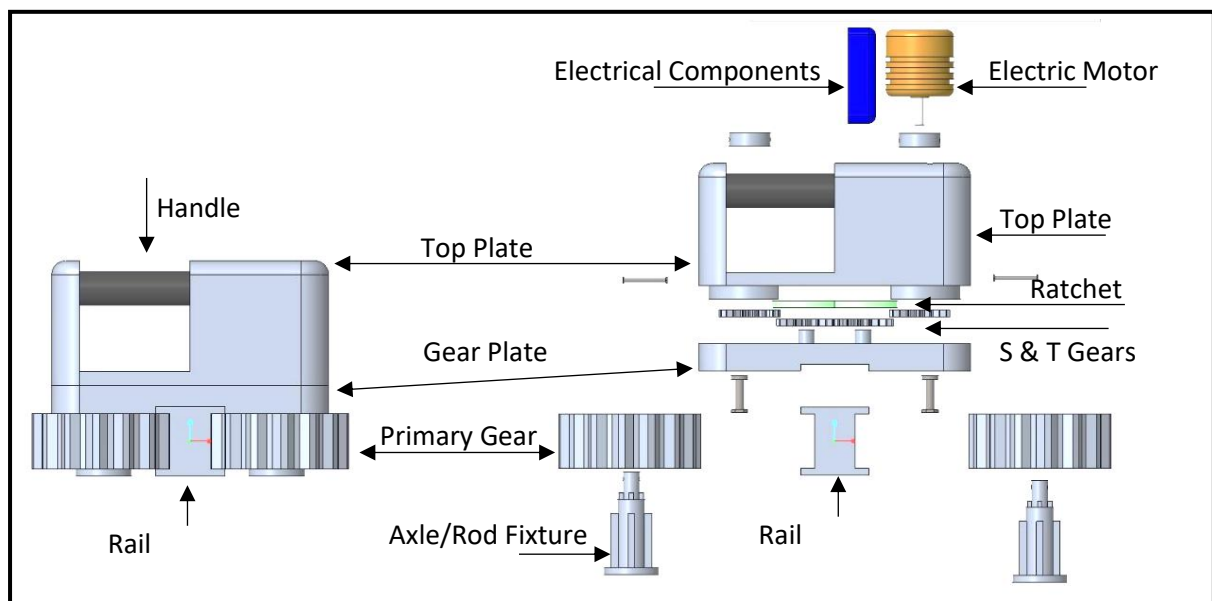 Electrical Components
Electric Motor
Handle
Top Plate
Top Plate
Ratchet
Gear Plate
S & T Gears
Primary Gear
Axle/Rod Fixture
Rail
Rail